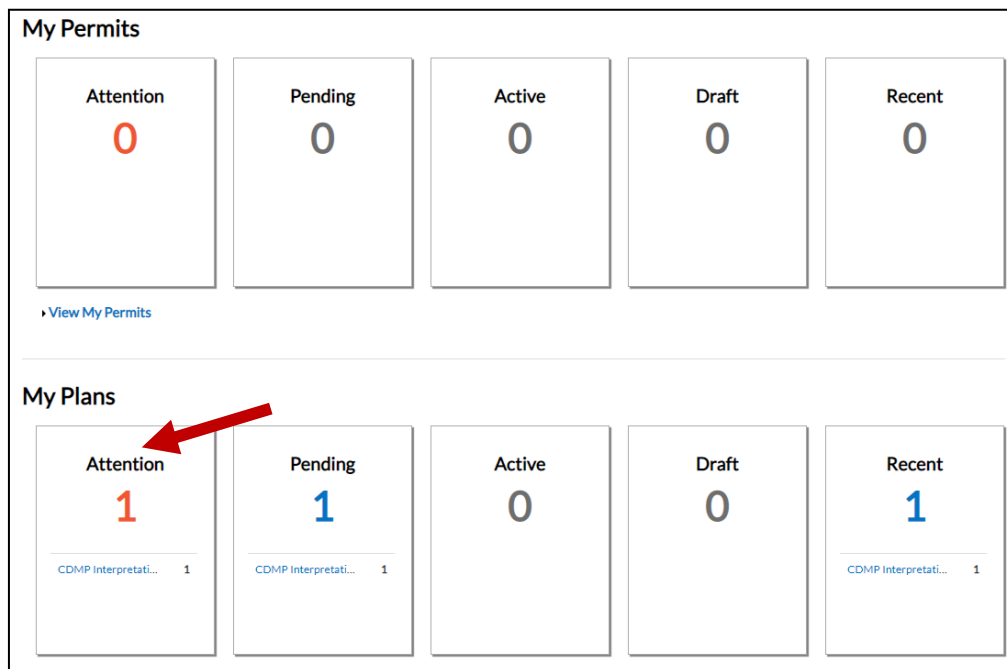 My Permits
Attention Pending Active Draft Recent
0 0 0 0 0
View My Permits
My Plans
Attention Pending Active Draft Recent
1 1 0 0 1
CDMP Interpretati... 1 CDMP Interpretati... 1 CDMP Interpretati... 1